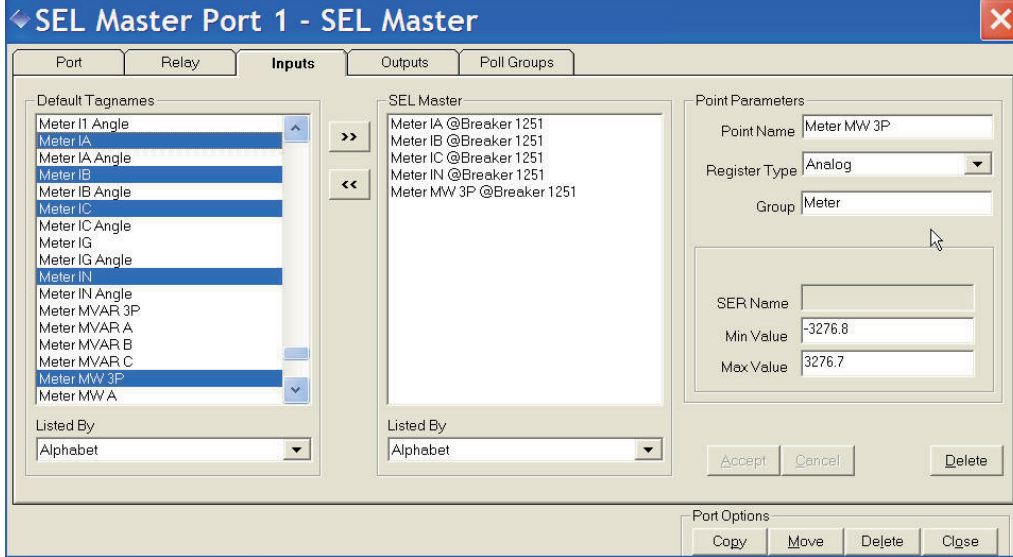 SEL Master Port 1 - SEL Master
Port
Relay
Inputs
Outputs
Poll Groups
Default Tagnames
Meter I1 Angle
Meter IA
Meter IA Angle
Meter IB
Meter IB Angle
Meter IC
Meter IC Angle
Meter IG
Meter IG Angle
Meter IN
Meter IN Angle
Meter MVAR 3P
Meter MVAR A
Meter MVAR B
Meter MVAR C
Meter MW 3P
Meter MW A
Listed By
Alphabet
>>
<<
SEL Master
Meter IA @Breaker 1251
Meter IB @Breaker 1251
Meter IC @Breaker 1251
Meter IN @Breaker 1251
Meter MW 3P @Breaker 1251
Listed By
Alphabet
Point Parameters
Point Name Meter MW 3P
Register Type Analog
Group Meter
SER Name
Min Value -3276.8
Max Value 3276.7
Accept
Cancel
Delete
Port Options
Copy
Move
Delete
Close